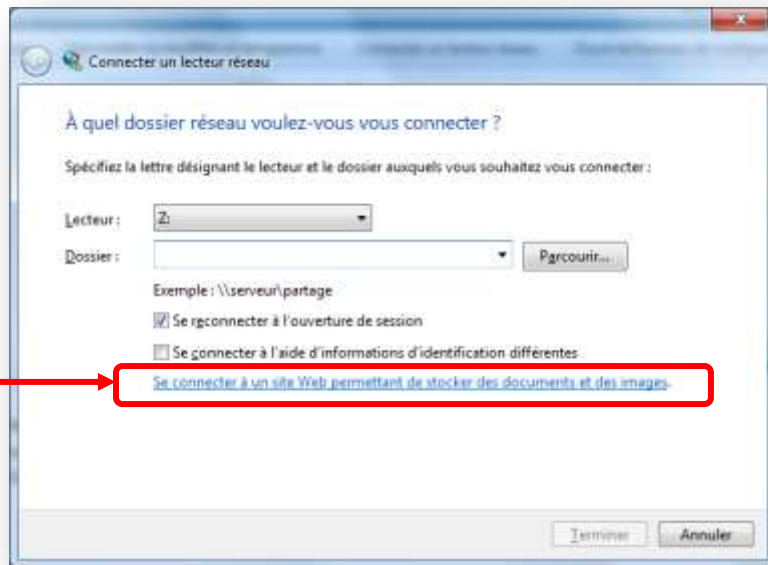 Connecter un lecteur réseau
À quel dossier réseau voulez-vous vous connecter ?
Spécifiez la lettre désignant le lecteur et le dossier auxquels vous souhaitez vous connecter :
Lecteur : Z:
Dossier : Parcourir...
Exemple : \\serveur\partage
Se reconnecter à l'ouverture de session
Se connecter à l'aide d'informations d'identification différentes
Se connecter à un site Web permettant de stocker des documents et des images.
Terminer Annuler